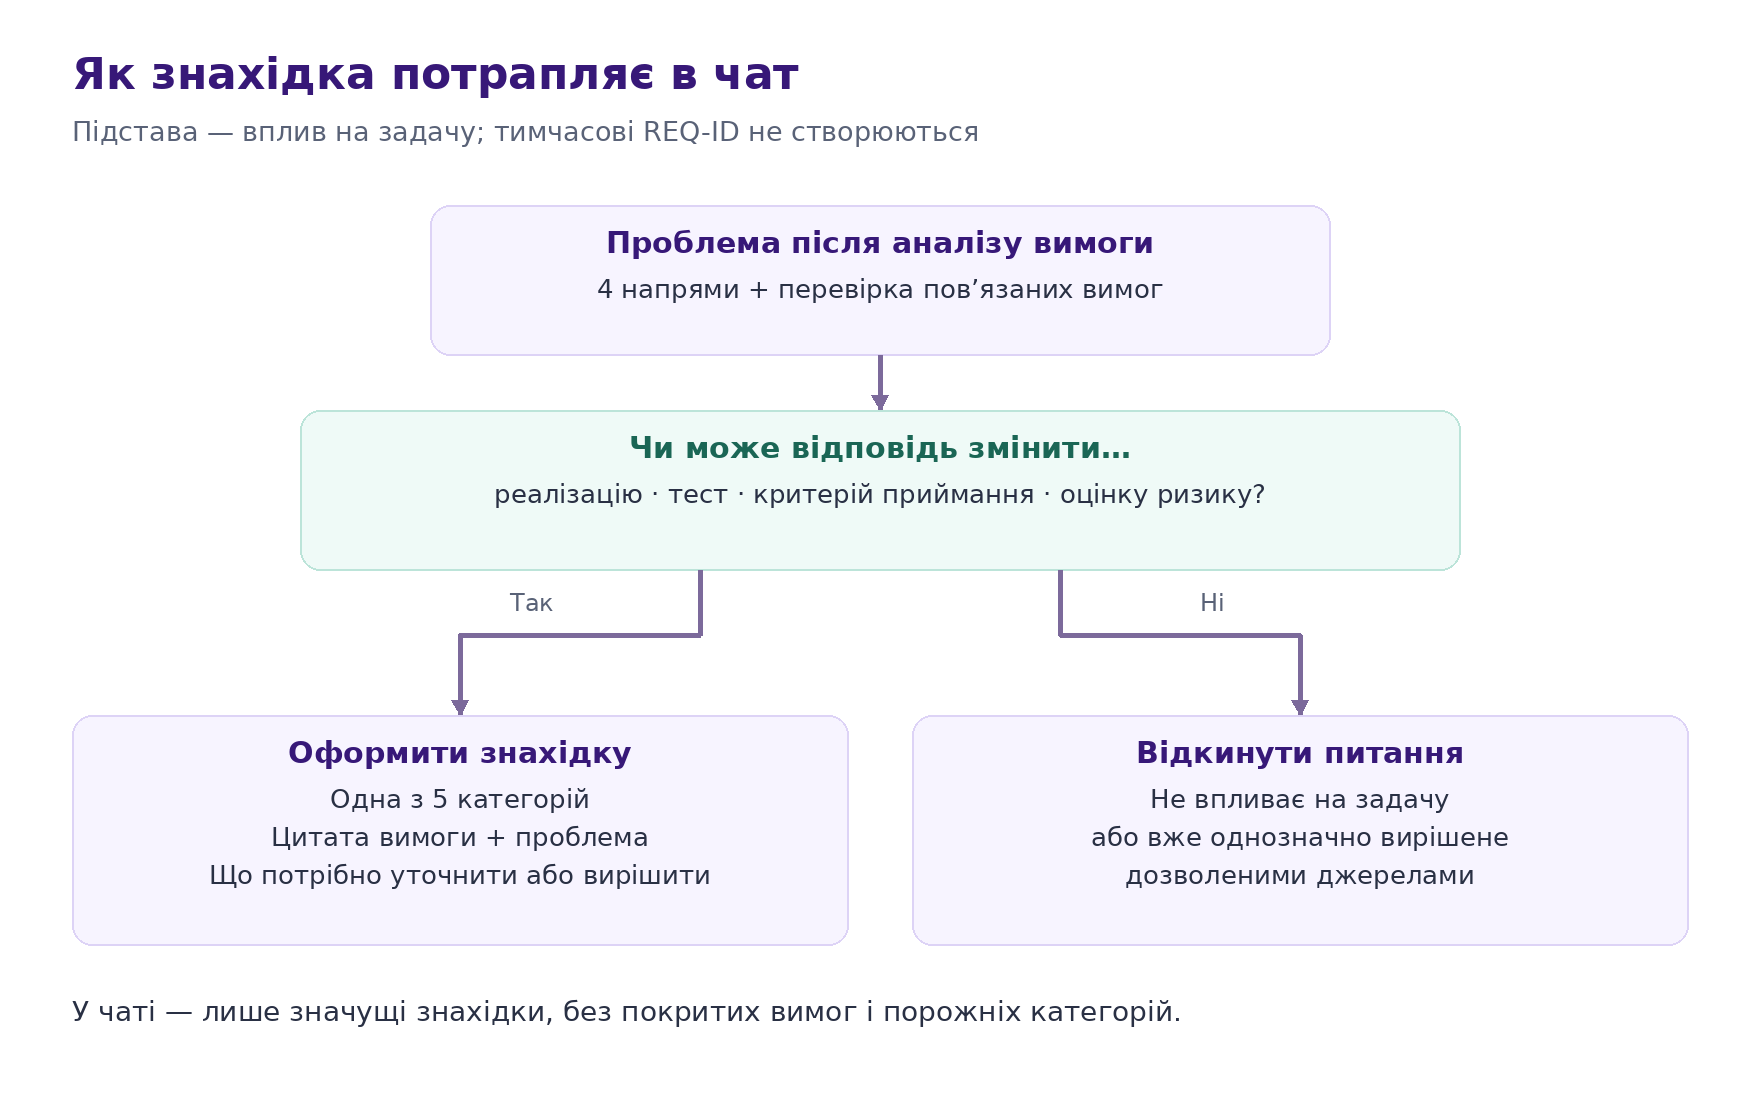 Як знахідка потрапляє в чат
Підстава — вплив на задачу; тимчасові REQ-ID не створюються
Проблема після аналізу вимоги
4 напрями + перевірка пов’язаних вимог
Чи може відповідь змінити…
реалізацію · тест · критерій приймання · оцінку ризику?
Так
Ні
Оформити знахідку
Одна з 5 категорій
Цитата вимоги + проблема
Що потрібно уточнити або вирішити
Відкинути питання
Не впливає на задачу
або вже однозначно вирішене
дозволеними джерелами
У чаті — лише значущі знахідки, без покритих вимог і порожніх категорій.